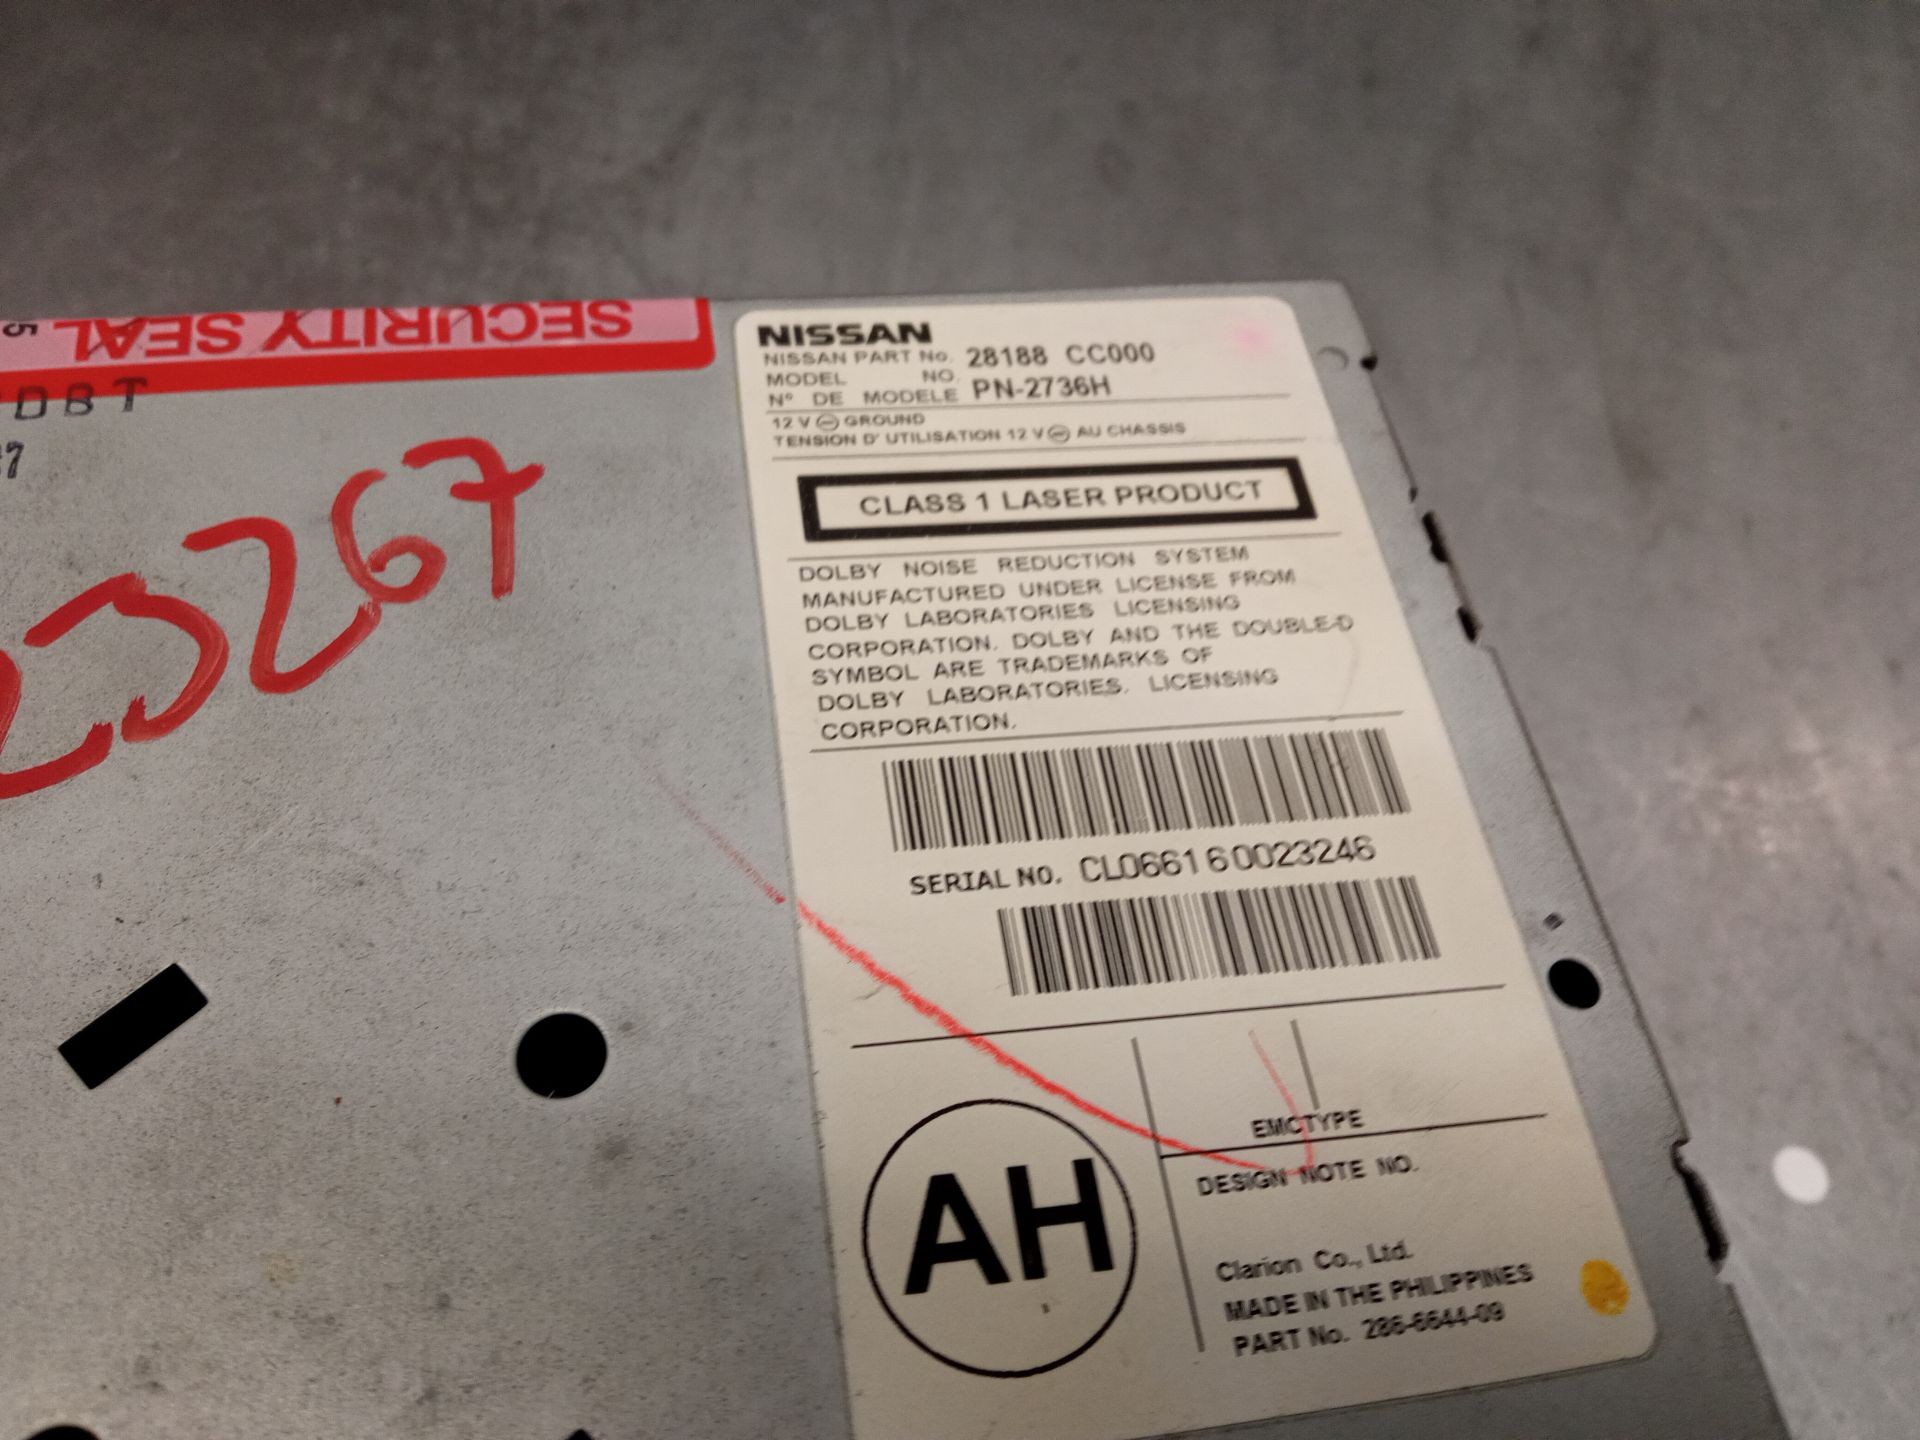 5
SECURITY SEAL
DBT
7
23267
NISSAN
NISSAN PART No. 28188 CC000
MODEL NO.
N° DE MODELE PN-2736H
12 V ⊖ GROUND
TENSION D' UTILISATION 12 V ⊖ AU CHASSIS
CLASS 1 LASER PRODUCT
DOLBY NOISE REDUCTION SYSTEM
MANUFACTURED UNDER LICENSE FROM
DOLBY LABORATORIES LICENSING
CORPORATION. DOLBY AND THE DOUBLE-D
SYMBOL ARE TRADEMARKS OF
DOLBY LABORATORIES. LICENSING
CORPORATION.
SERIAL NO. CL066160023246
EMCTYPE
AH
DESIGN NOTE NO.
Clarion Co., Ltd.
MADE IN THE PHILIPPINES
PART No. 286-6644-09